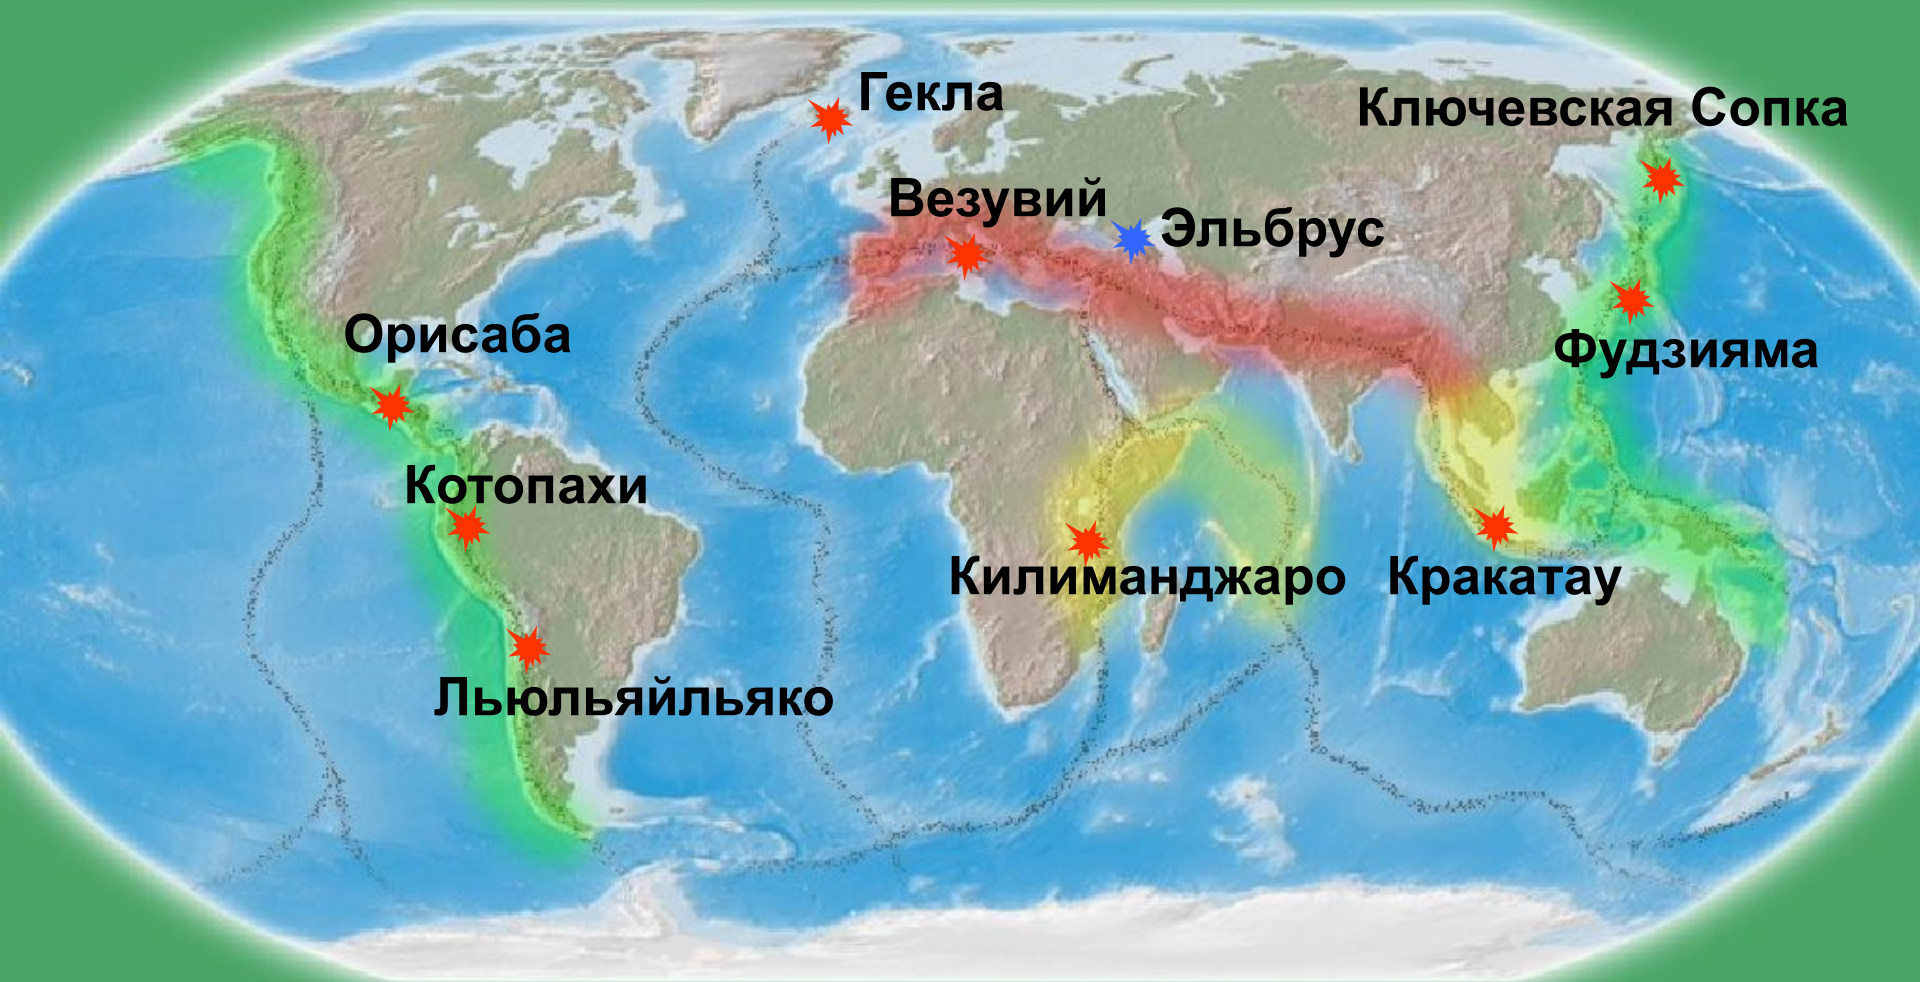 Гекла
Ключевская Сопка
Везувий
Эльбрус
Орисаба
Фудзияма
Котопахи
Килиманджаро
Кракатау
Льюльяйльяко